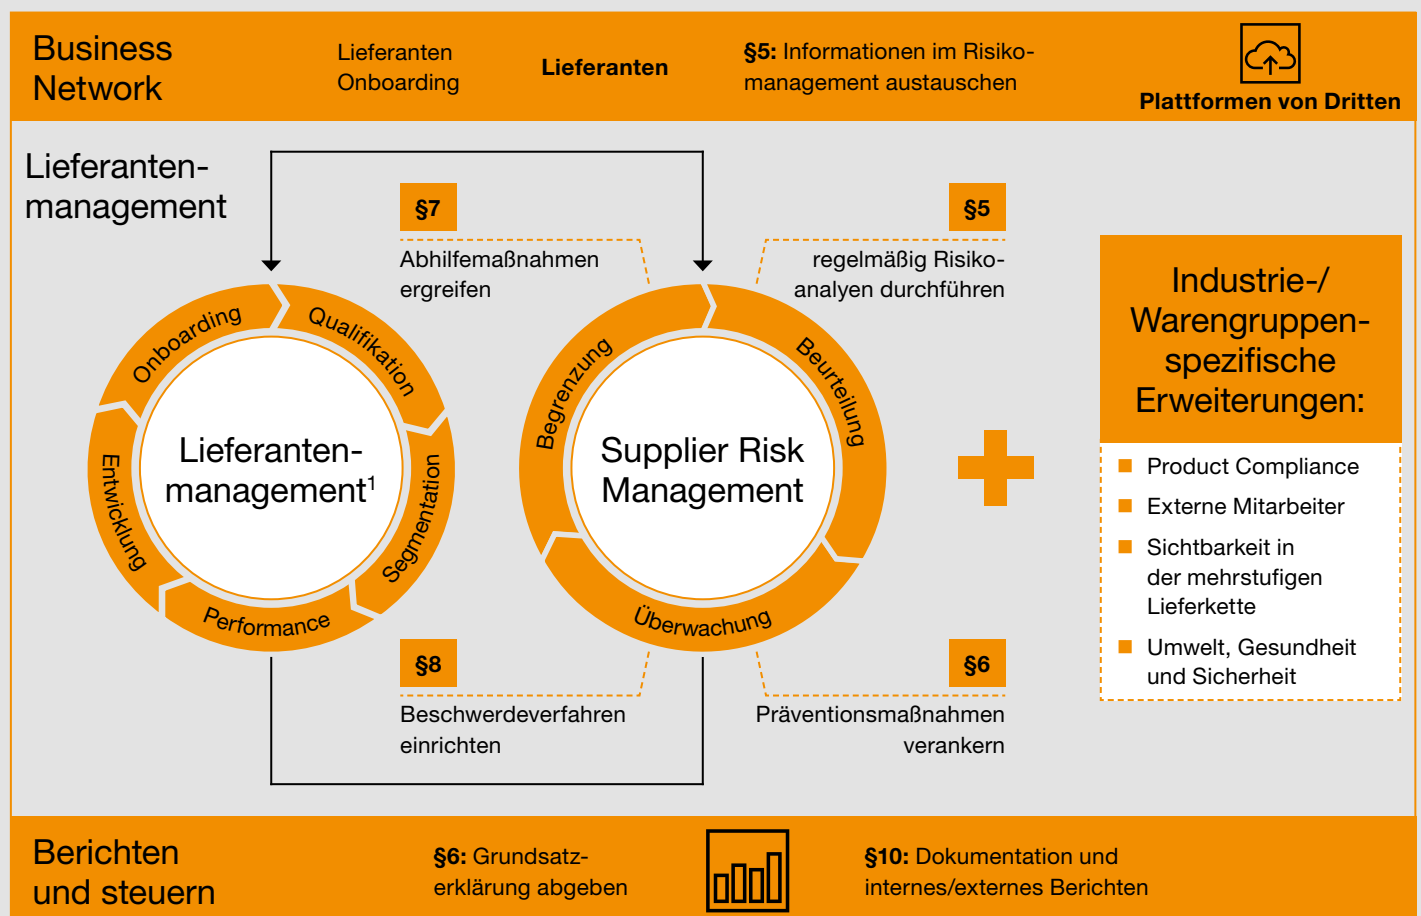 Business
Network
Lieferanten
Onboarding
Lieferanten
§5: Informationen im Risiko-
management austauschen
Plattformen von Dritten
Lieferanten-
management
§7
Abhilfemaßnahmen
ergreifen
§5
regelmäßig Risiko-
analyen durchführen
Onboarding
Qualifikation
Segmentation
Performance
Entwicklung
Lieferanten-
management¹
Begrenzung
Beurteilung
Überwachung
Supplier Risk
Management
§8
Beschwerdeverfahren
einrichten
§6
Präventionsmaßnahmen
verankern
Industrie-/
Warengruppen-
spezifische
Erweiterungen:
Product Compliance
Externe Mitarbeiter
Sichtbarkeit in
der mehrstufigen
Lieferkette
Umwelt, Gesundheit
und Sicherheit
Berichten
und steuern
§6: Grundsatz-
erklärung abgeben
§10: Dokumentation und
internes/externes Berichten